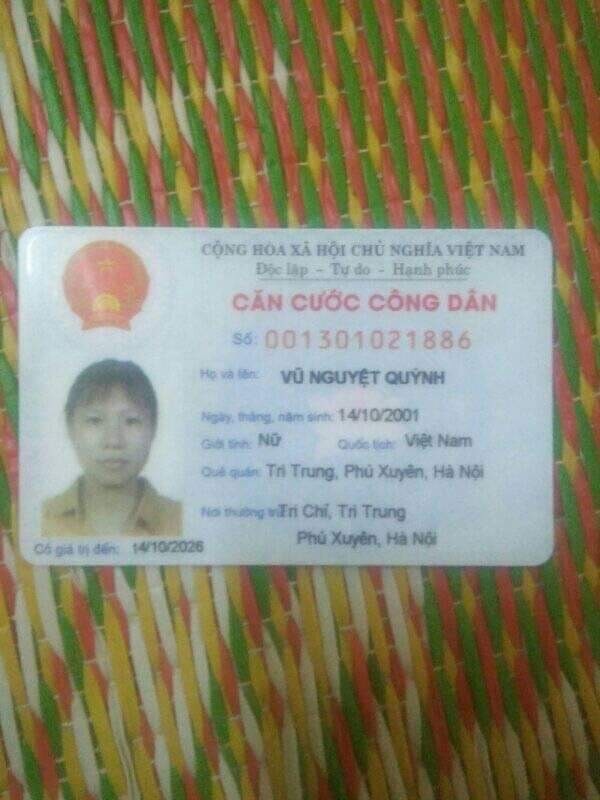 CỘNG HÒA XÃ HỘI CHỦ NGHĨA VIỆT NAM
Độc lập - Tự do - Hạnh phúc
CĂN CƯỚC CÔNG DÂN
Số: 001301021886
Họ và tên: VŨ NGUYỆT QUỲNH
Ngày, tháng, năm sinh: 14/10/2001
Giới tính: Nữ Quốc tịch: Việt Nam
Quê quán: Tri Trung, Phú Xuyên, Hà Nội
Nơi thường trú: Tri Chỉ, Tri Trung
Phú Xuyên, Hà Nội
Có giá trị đến: 14/10/2026